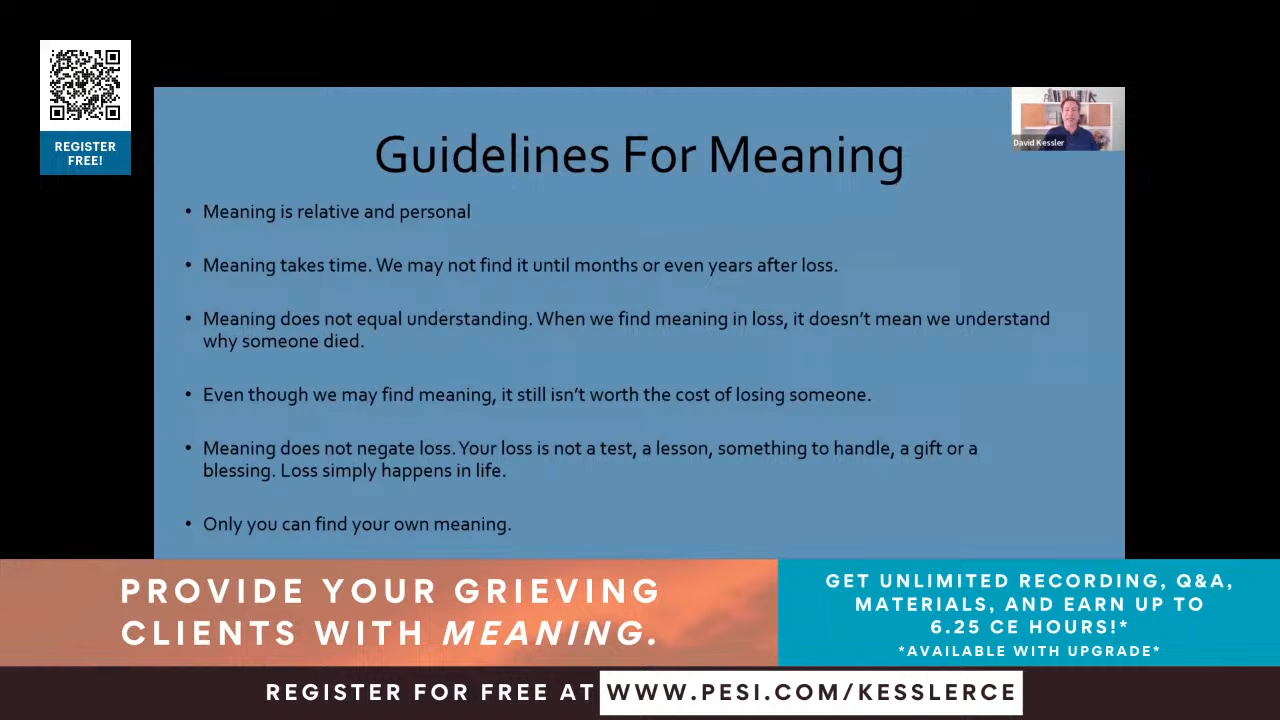 REGISTER
FREE!
David Kessler
Guidelines For Meaning
• Meaning is relative and personal
• Meaning takes time. We may not find it until months or even years after loss.
• Meaning does not equal understanding. When we find meaning in loss, it doesn't mean we understand
why someone died.
• Even though we may find meaning, it still isn't worth the cost of losing someone.
• Meaning does not negate loss. Your loss is not a test, a lesson, something to handle, a gift or a
blessing. Loss simply happens in life.
• Only you can find your own meaning.
PROVIDE YOUR GRIEVING
CLIENTS WITH MEANING.
GET UNLIMITED RECORDING, Q&A,
MATERIALS, AND EARN UP TO
6.25 CE HOURS!*
*AVAILABLE WITH UPGRADE*
REGISTER FOR FREE AT WWW.PESI.COM/KESSLERCE